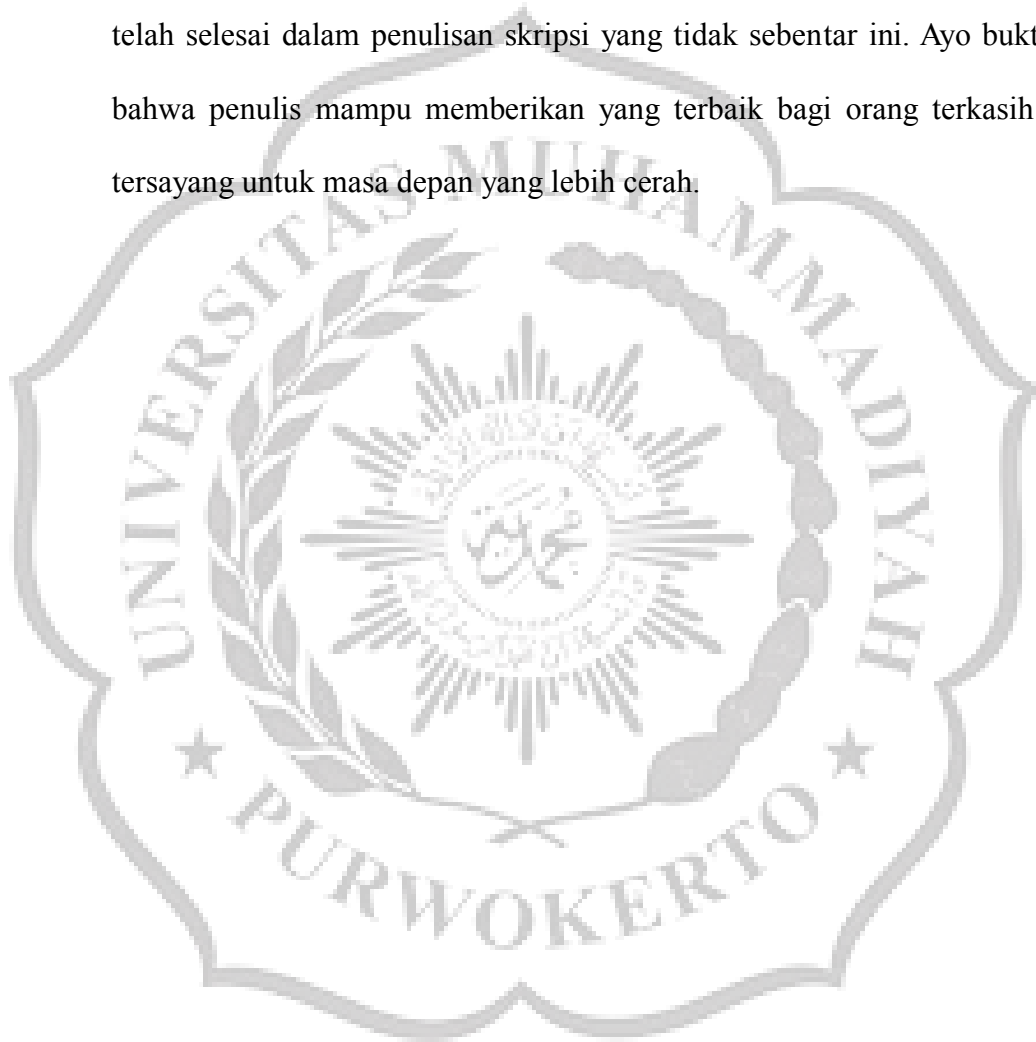 telah selesai dalam penulisan skripsi yang tidak sebentar ini. Ayo bukt
bahwa penulis mampu memberikan yang terbaik bagi orang terkasih
tersayang untuk masa depan yang lebih cerah.
UNIVERSITAS MUHAMMADIYAH
PURWOKERTO